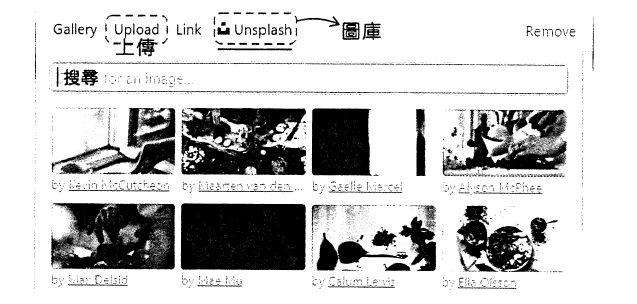 Gallery Upload Link Unsplash 圖庫 Remove
上傳
搜尋 for an image...
by Kevin McCutcheon by Maarten van den ... by Gaelle Marcel by Alyson McPhee
by May Delsid by Mae Mu by Calum Lewis by Ella Olsson